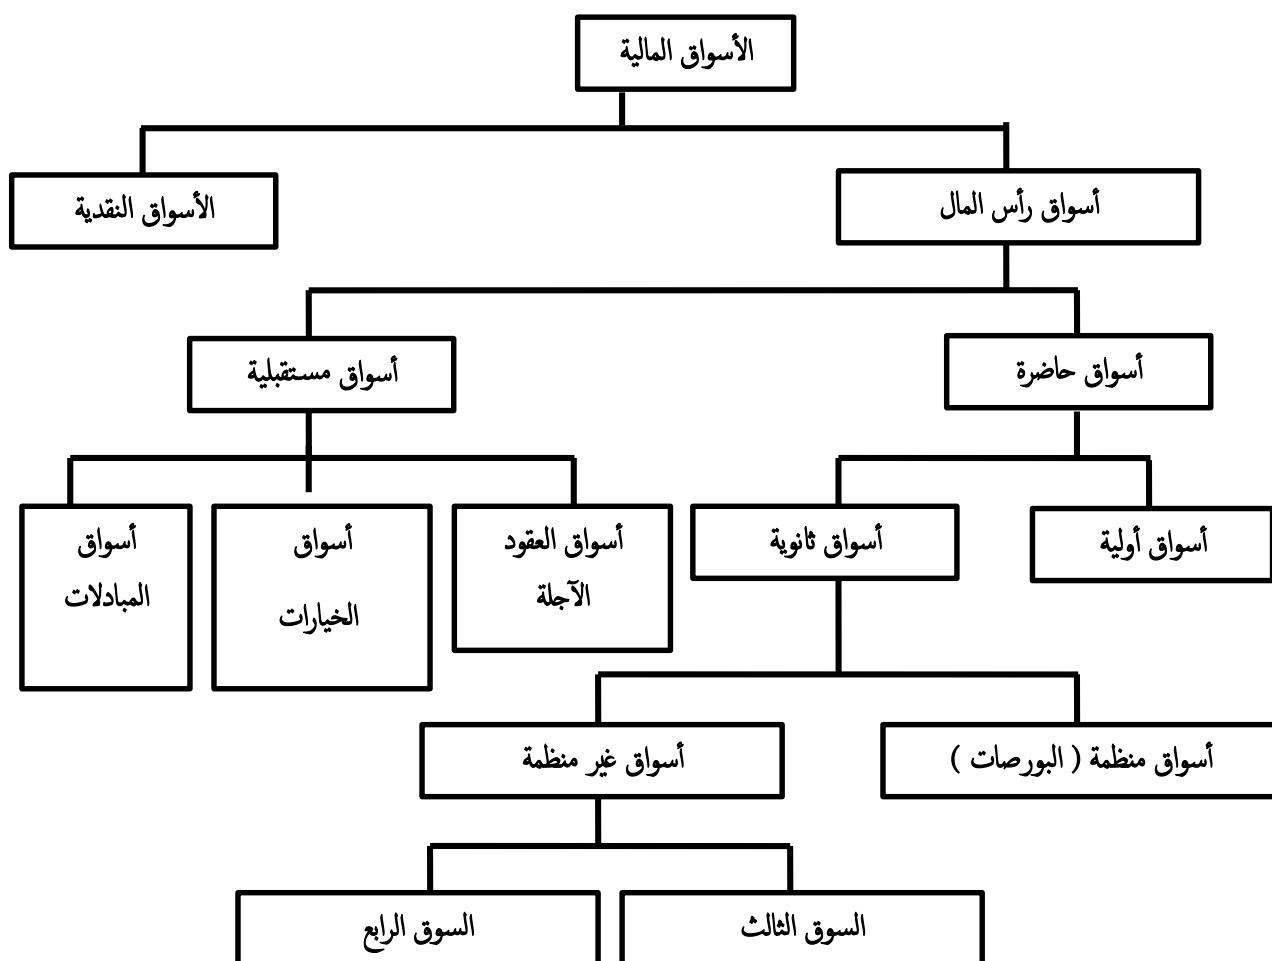 الأسواق المالية
أسواق رأس المال
الأسواق النقدية
أسواق حاضرة
أسواق مستقبلية
أسواق أولية
أسواق ثانوية
أسواق العقود
الآجلة
أسواق
الخيارات
أسواق
المبادلات
أسواق منظمة ( البورصات )
أسواق غير منظمة
السوق الثالث
السوق الرابع